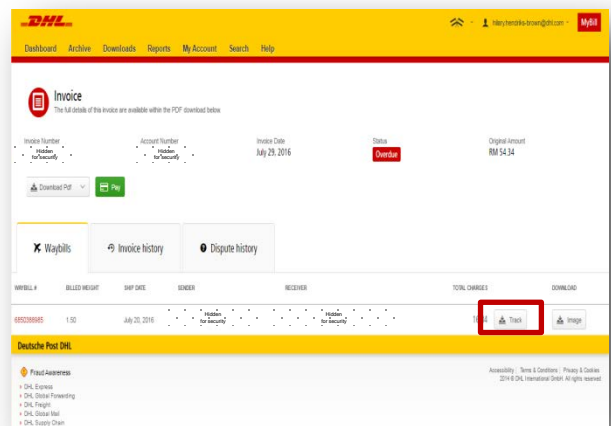 DHL
hilary.hendriks-brown@dhl.com
MyBill
Dashboard Archive Downloads Reports My Account Search Help
Invoice
The full details of this invoice are available within the PDF download below.
Invoice Number Account Number Invoice Date Status Original Amount
Hidden for security Hidden for security July 29, 2016 Overdue RM 54.34
Download Pdf Pay
Waybills Invoice history Dispute history
WAYBILL # BILLED WEIGHT SHIP DATE SENDER RECEIVER TOTAL CHARGES DOWNLOAD
1.50 July 20, 2016 Hidden for security Hidden for security Track Image
Deutsche Post DHL
Fraud Awareness
Accessibility | Terms & Conditions | Privacy & Cookies
2014 © DHL International GmbH. All rights reserved
DHL Express
DHL Global Forwarding
DHL Freight
DHL Global Mail
DHL Supply Chain